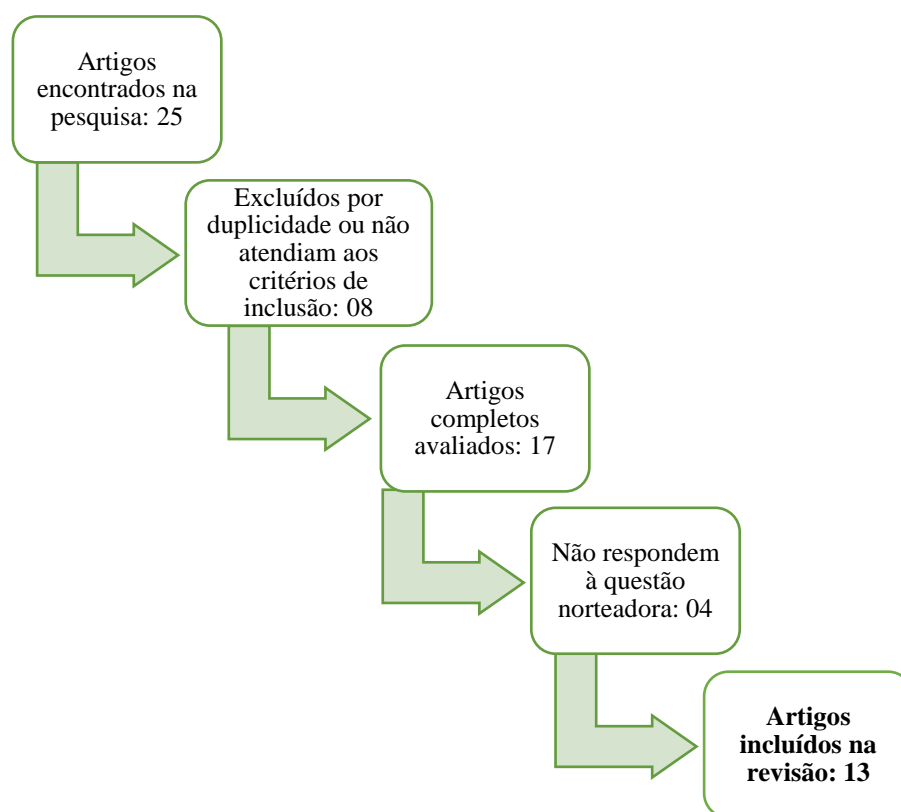 Artigos
encontrados na
pesquisa: 25
Excluídos por
duplicidade ou não
atendiam aos
critérios de
inclusão: 08
Artigos
completos
avaliados: 17
Não respondem
à questão
norteadora: 04
Artigos
incluídos na
revisão: 13